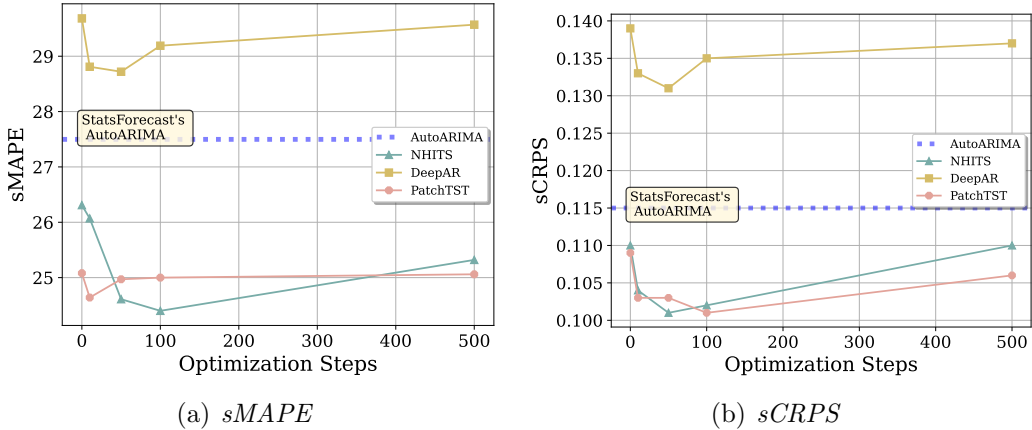 29
28
27
26
25
sMAPE
0
100
200
300
400
500
Optimization Steps
StatsForecast's
AutoARIMA
AutoARIMA
NHITS
DeepAR
PatchTST
(a) sMAPE
0.140
0.135
0.130
0.125
0.120
0.115
0.110
0.105
0.100
sCRPS
0
100
200
300
400
500
Optimization Steps
StatsForecast's
AutoARIMA
AutoARIMA
NHITS
DeepAR
PatchTST
(b) sCRPS